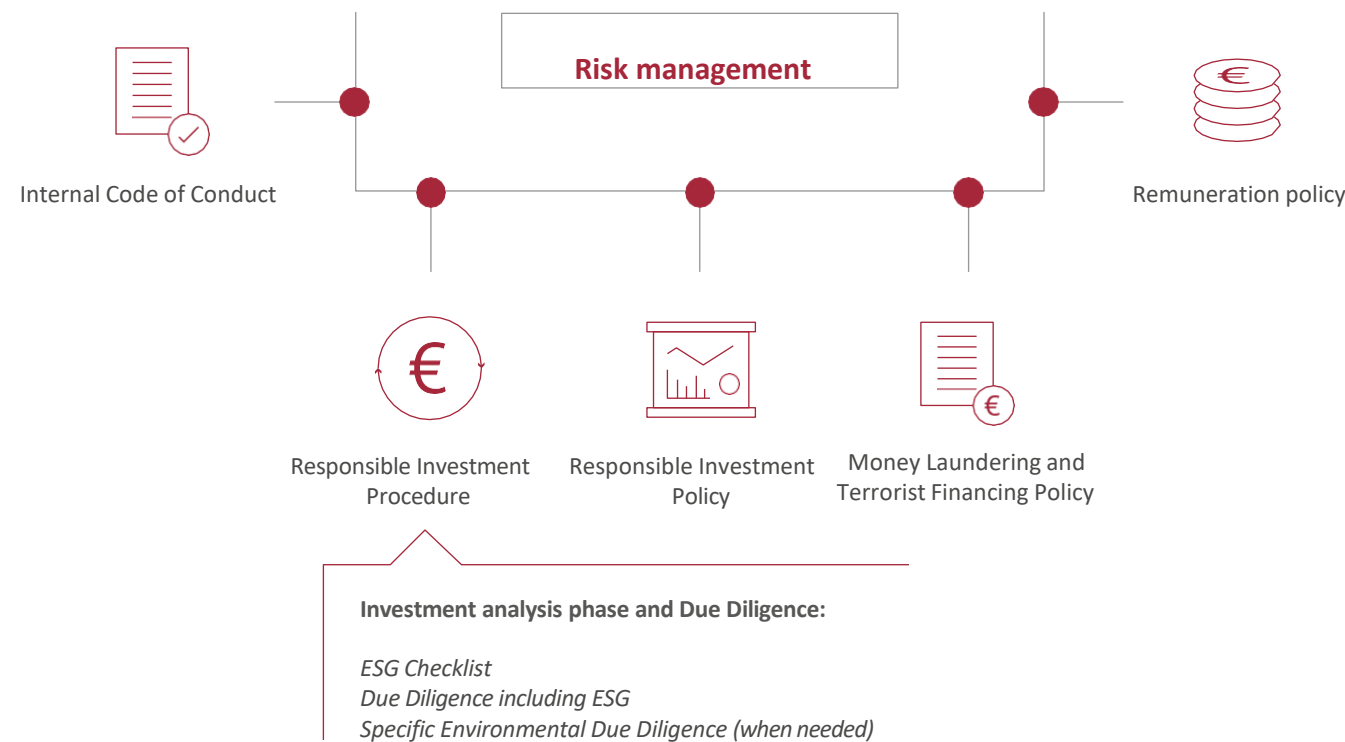 Risk management
€
Internal Code of Conduct
Remuneration policy
€
€
Responsible Investment
Procedure
Responsible Investment
Policy
Money Laundering and
Terrorist Financing Policy
Investment analysis phase and Due Diligence:
ESG Checklist
Due Diligence including ESG
Specific Environmental Due Diligence (when needed)